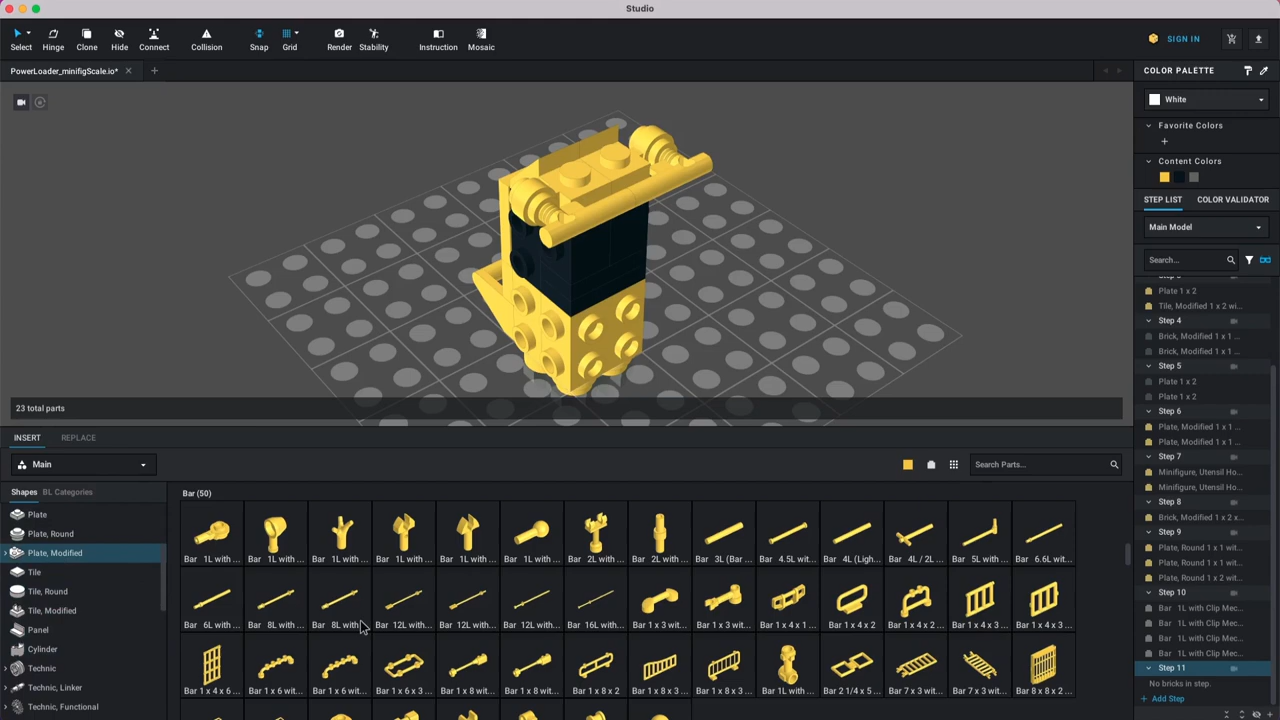 Studio
Select Hinge Clone Hide Connect Collision Snap Grid Render Stability Instruction Mosaic SIGN IN
PowerLoader_minifigScale.io*
COLOR PALETTE
White
Favorite Colors
+
Content Colors
STEP LIST COLOR VALIDATOR
Main Model
Search...
Plate 1 x 2
Tile, Modified 1 x 2 wi...
Step 4
Brick, Modified 1 x 1 ...
Brick, Modified 1 x 1 ...
Step 5
Plate 1 x 2
Plate 1 x 2
Step 6
Plate, Modified 1 x 1 ...
Plate, Modified 1 x 1 ...
Step 7
Minifigure, Utensil Ho...
Minifigure, Utensil Ho...
Step 8
Brick, Modified 1 x 2 x...
Step 9
Plate, Round 1 x 1 wit...
Plate, Round 1 x 1 wit...
Plate, Round 1 x 2 wit...
Step 10
Bar 1L with Clip Mec...
Bar 1L with Clip Mec...
Bar 1L with Clip Mec...
Bar 1L with Clip Mec...
Step 11
No bricks in step.
+ Add Step
23 total parts
INSERT REPLACE
Main
Search Parts...
Shapes BL Categories
Plate
Plate, Round
Plate, Modified
Tile
Tile, Round
Tile, Modified
Panel
Cylinder
Technic
Technic, Linker
Technic, Functional
Bar (50)
Bar 1L with ... Bar 1L with ... Bar 1L with ... Bar 1L with ... Bar 1L with ... Bar 1L with ... Bar 2L with ... Bar 2L with ... Bar 3L (Bar ... Bar 4.5L wit... Bar 4L (Ligh... Bar 4L / 2L ... Bar 5L with ... Bar 6.6L wit...
Bar 6L with ... Bar 8L with ... Bar 8L with ... Bar 12L with... Bar 12L with... Bar 12L with... Bar 16L with... Bar 1 x 3 wit... Bar 1 x 3 wit... Bar 1 x 4 x 1 ... Bar 1 x 4 x 2 Bar 1 x 4 x 2 ... Bar 1 x 4 x 3 ... Bar 1 x 4 x 3...
Bar 1 x 4 x 6 ... Bar 1 x 6 wit... Bar 1 x 6 wit... Bar 1 x 6 x 3 ... Bar 1 x 8 wit... Bar 1 x 8 wit... Bar 1 x 8 x 2 Bar 1 x 8 x 3 ... Bar 1 x 8 x 3... Bar 1L with ... Bar 2 1/4 x 5 ... Bar 7 x 3 wit... Bar 7 x 3 wit... Bar 8 x 8 x 2 ...